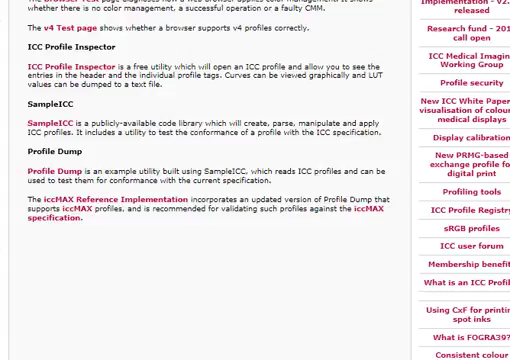 whether there is no color management, a successful operation or a faulty CMM.
The v4 Test page shows whether a browser supports v4 profiles correctly.
ICC Profile Inspector
ICC Profile Inspector is a free utility which will open an ICC profile and allow you to see the
entries in the header and the individual profile tags. Curves can be viewed graphically and LUT
values can be dumped to a text file.
SampleICC
SampleICC is a publicly-available code library which will create, parse, manipulate and apply
ICC profiles. It includes a utility to test the conformance of a profile with the ICC specification.
Profile Dump
Profile Dump is an example utility built using SampleICC, which reads ICC profiles and can be
used to test them for conformance with the current specification.
The iccMAX Reference Implementation incorporates an updated version of Profile Dump that
supports iccMAX profiles, and is recommended for validating such profiles against the iccMAX
specification.
Implementation - v2.
released
Research fund - 201
call open
ICC Medical Imagin
Working Group
Profile security
New ICC White Paper
visualisation of colou
medical displays
Display calibration
New PRMG-based
exchange profile fo
digital print
Profiling tools
ICC Profile Registry
sRGB profiles
ICC user forum
Membership benefit
What is an ICC Profil
Using CxF for printin
spot inks
What is FOGRA39?
Consistent colour